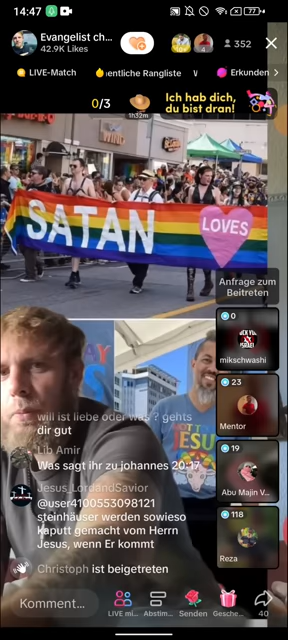 14:47
77
Evangelist ch...
42.9K Likes
352
LIVE-Match
entliche Rangliste
Erkunden
0/3
1h32m
Ich hab dich,
du bist dran!
SATAN
LOVES
Anfrage zum
Beitreten
0
mikschwashi
23
Mentor
19
Abu Majin V...
118
Reza
JESUS
will ist liebe oder was ? gehts
dir gut
Lib Amir
Was sagt ihr zu johannes 20:17
Jesus_LordandSavior
@user4100553098121
steinhäuser werden sowieso
kaputt gemacht vom Herrn
Jesus, wenn Er kommt
Christoph ist beigetreten
Komment...
LIVE mi...
Abstim...
Senden
Gesche...
40